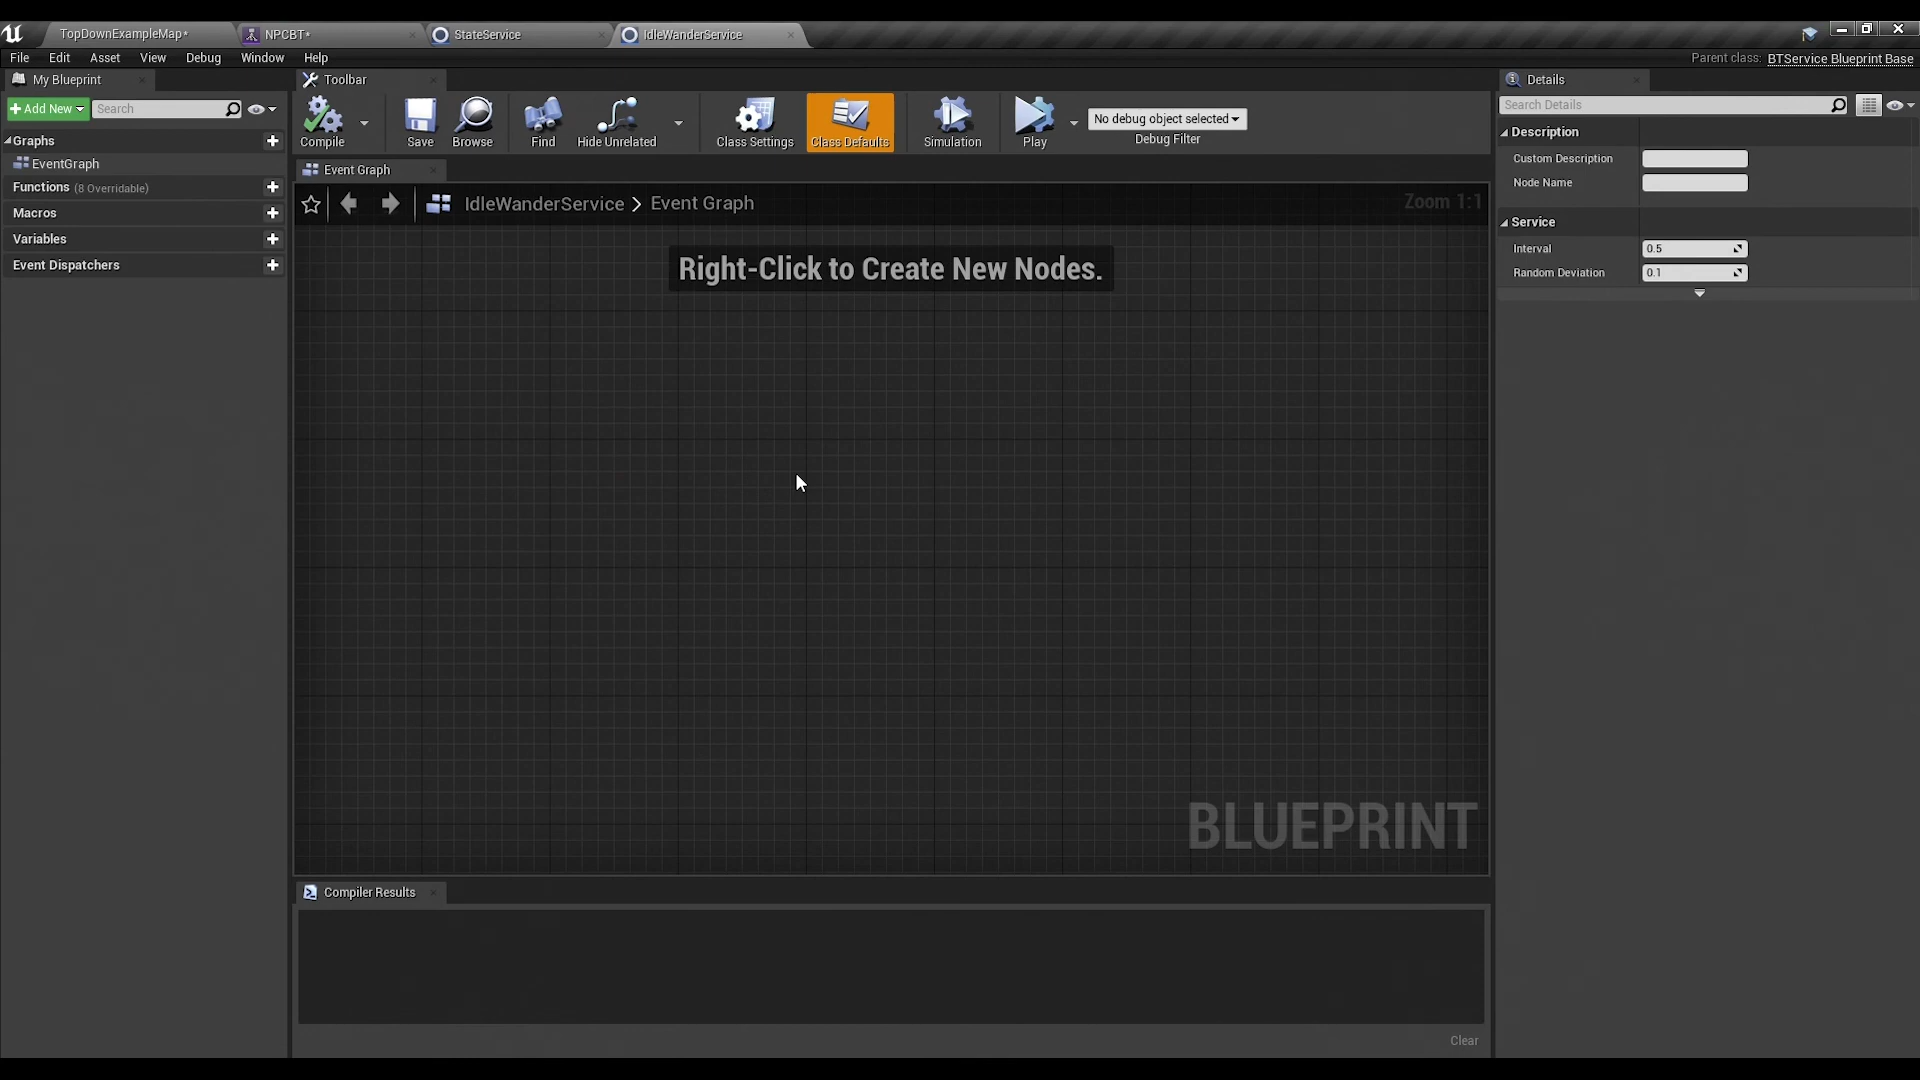 TopDownExampleMap*
NPCBT*
StateService
IdleWanderService
File Edit Asset View Debug Window Help
Parent class: BTService Blueprint Base
My Blueprint
Toolbar
Details
Add New
Search
Compile
Save
Browse
Find
Hide Unrelated
Class Settings
Class Defaults
Simulation
Play
No debug object selected
Debug Filter
Search Details
Graphs
EventGraph
Functions (8 Overridable)
Macros
Variables
Event Dispatchers
Event Graph
IdleWanderService > Event Graph
Zoom 1:1
Right-Click to Create New Nodes.
BLUEPRINT
Description
Custom Description
Node Name
Service
Interval 0.5
Random Deviation 0.1
Compiler Results
Clear